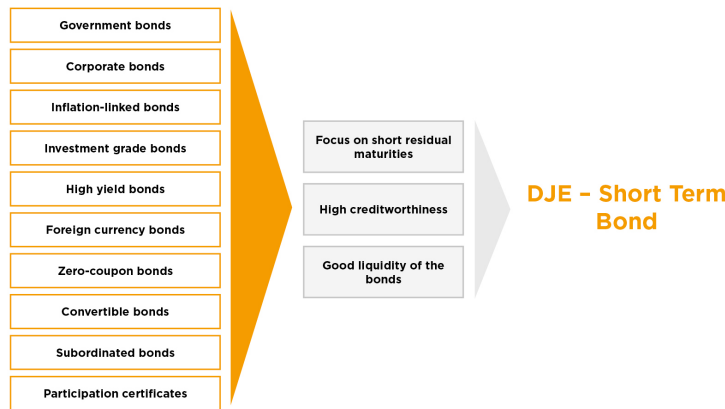 Government bonds
Corporate bonds
Inflation-linked bonds
Investment grade bonds
High yield bonds
Foreign currency bonds
Zero-coupon bonds
Convertible bonds
Subordinated bonds
Participation certificates
Focus on short residual
maturities
High creditworthiness
Good liquidity of the
bonds
DJE – Short Term
Bond